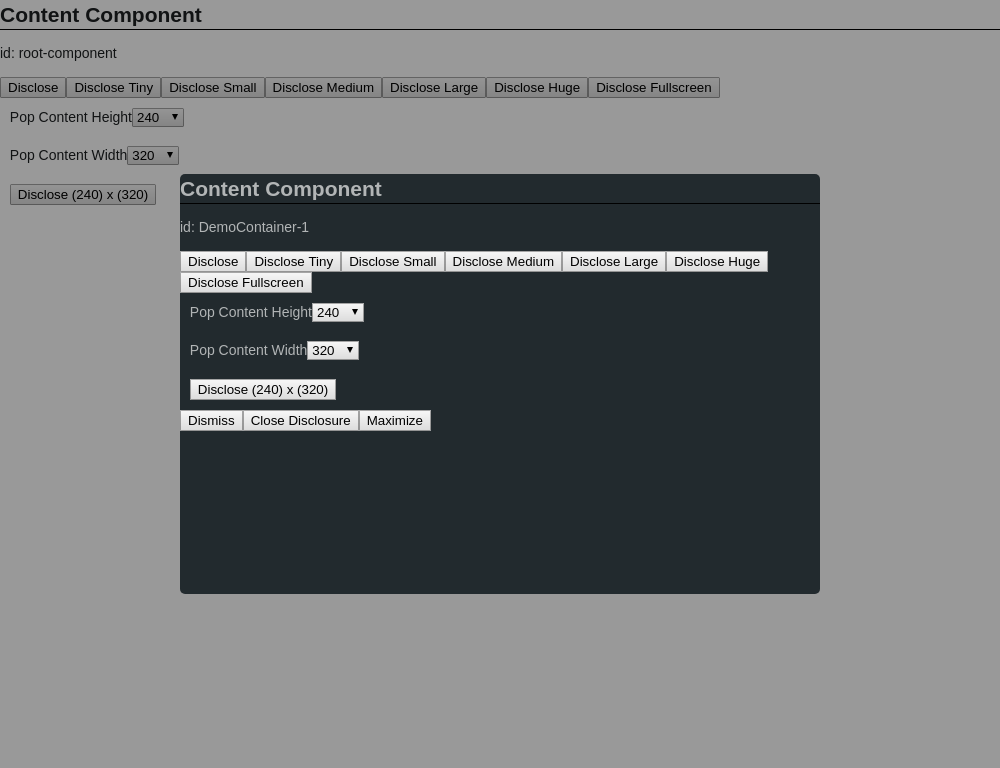 Content Component
id: root-component
Disclose Disclose Tiny Disclose Small Disclose Medium Disclose Large Disclose Huge Disclose Fullscreen
Pop Content Height 240
Pop Content Width 320
Disclose (240) x (320)
Content Component
id: DemoContainer-1
Disclose Disclose Tiny Disclose Small Disclose Medium Disclose Large Disclose Huge
Disclose Fullscreen
Pop Content Height 240
Pop Content Width 320
Disclose (240) x (320)
Dismiss Close Disclosure Maximize